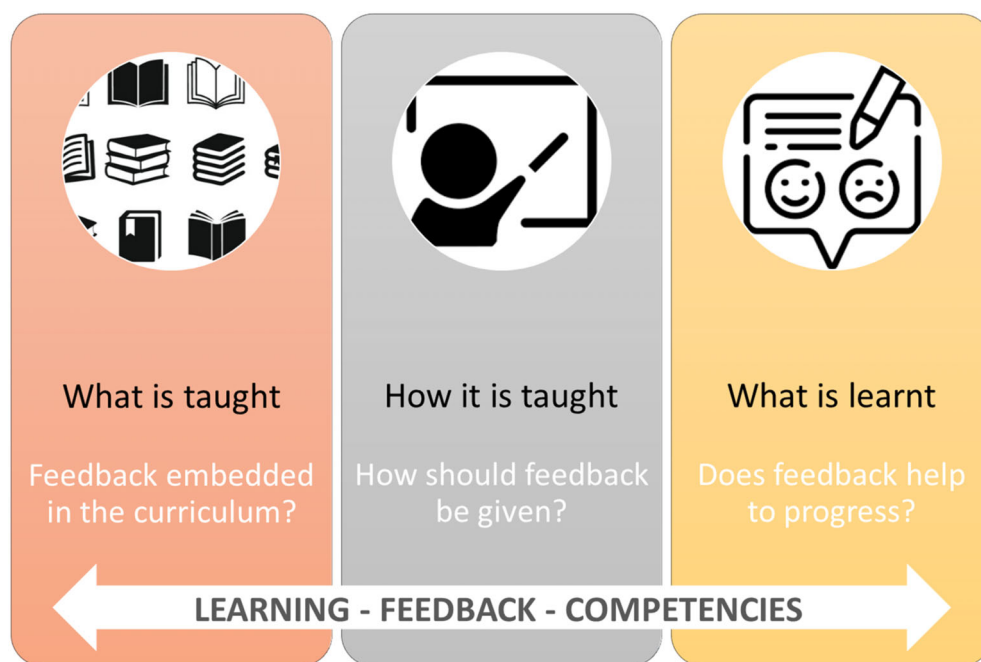 What is taught
Feedback embedded
in the curriculum?
How it is taught
How should feedback
be given?
What is learnt
Does feedback help
to progress?
LEARNING - FEEDBACK - COMPETENCIES